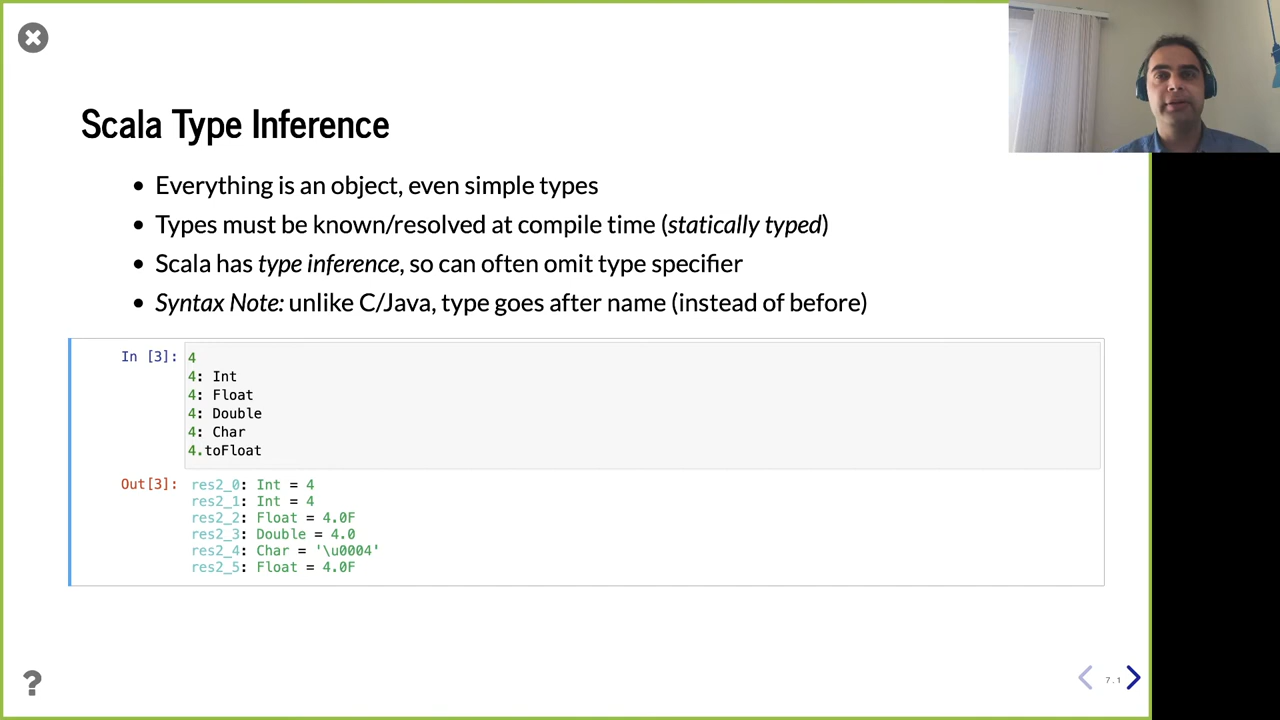 Scala Type Inference
• Everything is an object, even simple types
• Types must be known/resolved at compile time (statically typed)
• Scala has type inference, so can often omit type specifier
• Syntax Note: unlike C/Java, type goes after name (instead of before)
In [3]: 4
4: Int
4: Float
4: Double
4: Char
4.toFloat
Out[3]: res2_0: Int = 4
res2_1: Int = 4
res2_2: Float = 4.0F
res2_3: Double = 4.0
res2_4: Char = '\u0004'
res2_5: Float = 4.0F
?
7.1